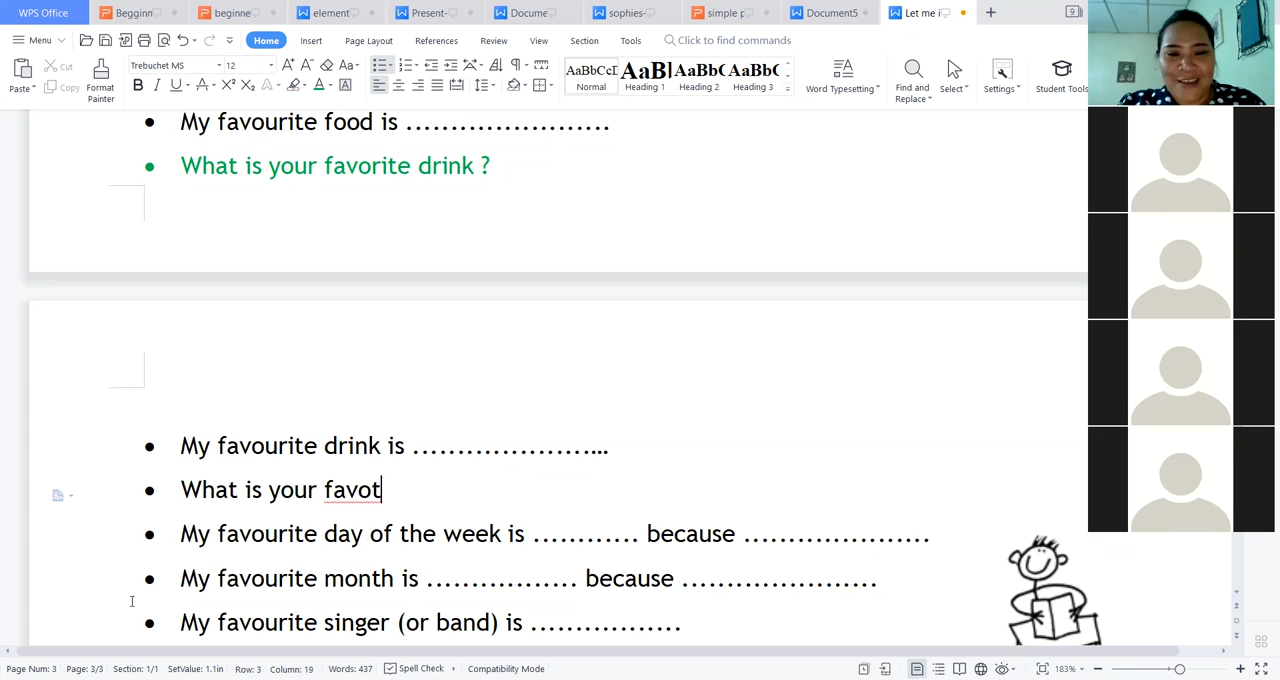 WPS Office Beggin beginne element Present- Docume sophies- simple p Document5 Let me i + 9
Menu Home Insert Page Layout References Review View Section Tools Click to find commands
Paste Cut Copy Format Painter Trebuchet MS 12 AaBbCcD Normal AaBl Heading 1 AaBbC Heading 2 AaBbC Heading 3 Word Typesetting Find and Replace Select Settings Student Tools
• My favourite food is .......................
• What is your favorite drink ?
• My favourite drink is .......................
• What is your favot
• My favourite day of the week is ............ because .....................
• My favourite month is ................. because ......................
• My favourite singer (or band) is .................
Page Num: 3 Page: 3/3 Section: 1/1 SetValue: 1.1in Row: 3 Column: 19 Words: 437 Spell Check Compatibility Mode 183%